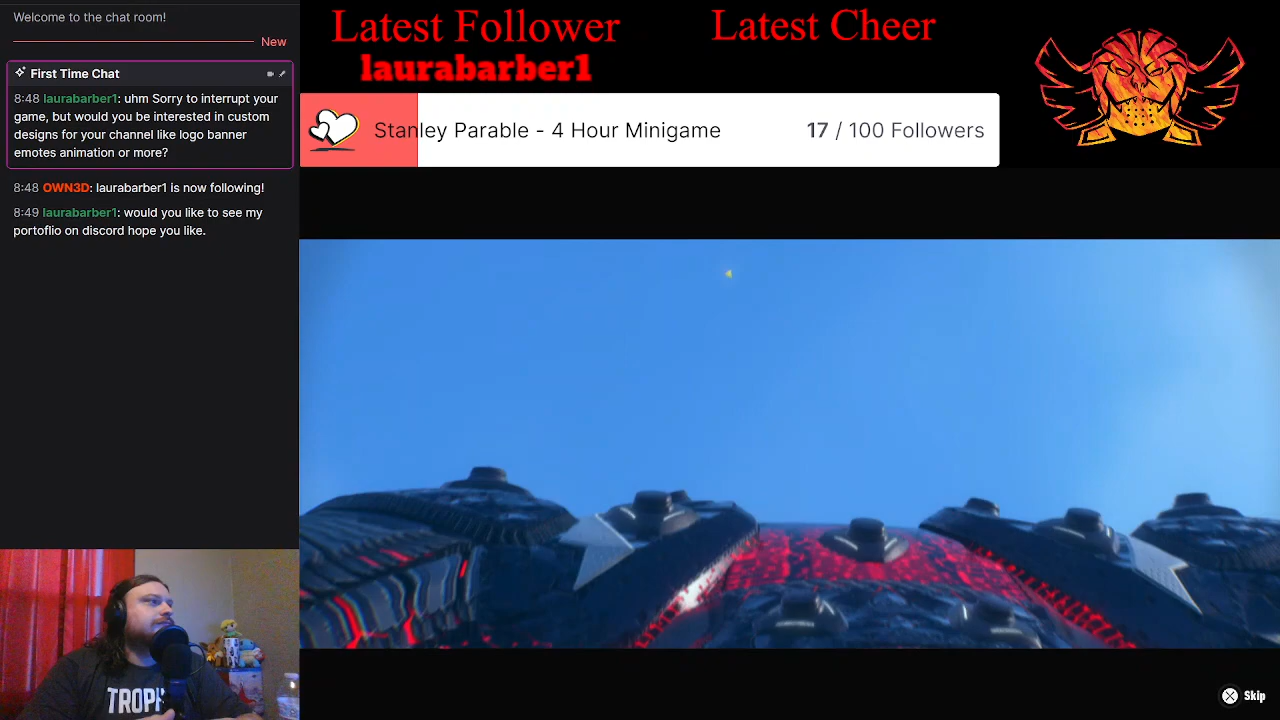 Welcome to the chat room!
New
First Time Chat
8:48 laurabarber1: uhm Sorry to interrupt your
game, but would you be interested in custom
designs for your channel like logo banner
emotes animation or more?
8:48 OWN3D: laurabarber1 is now following!
8:49 laurabarber1: would you like to see my
portoflio on discord hope you like.
Latest Follower
laurabarber1
Latest Cheer
Stanley Parable - 4 Hour Minigame
17 / 100 Followers
TROPH
Skip